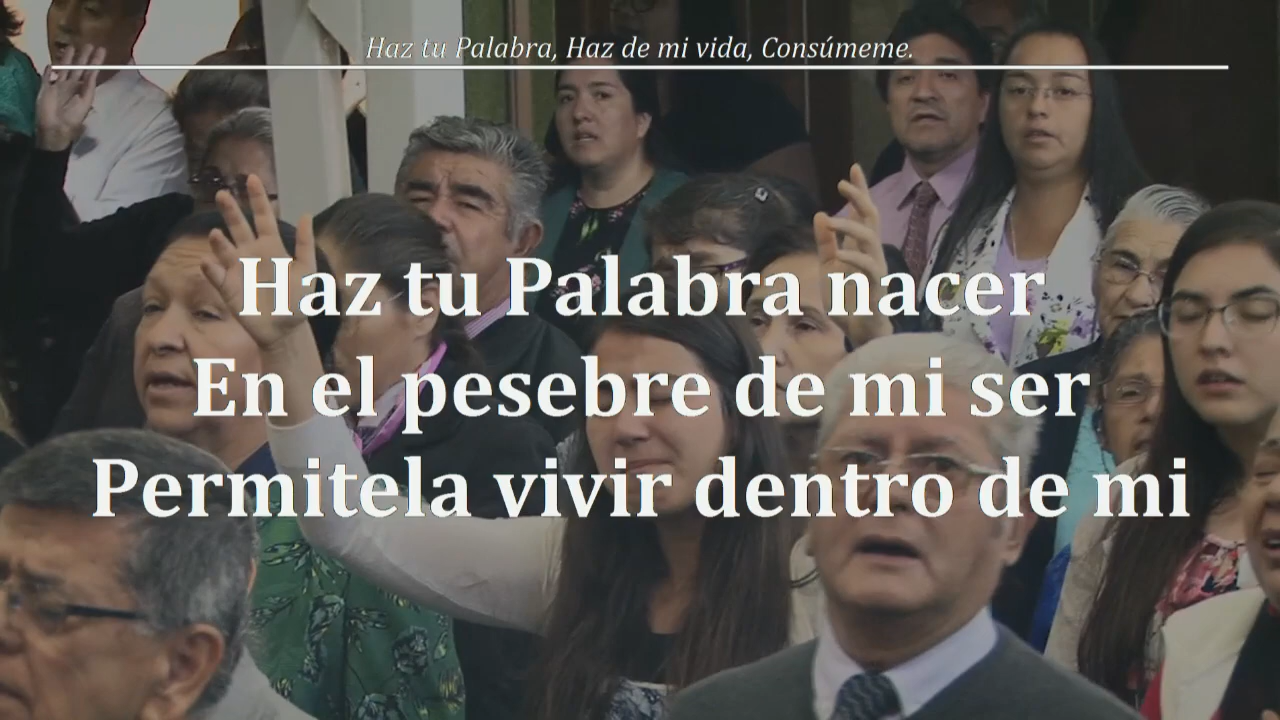 Haz tu Palabra, Haz de mi vida, Consúmeme.
Haz tu Palabra nacer
En el pesebre de mi ser
Permitela vivir dentro de mi